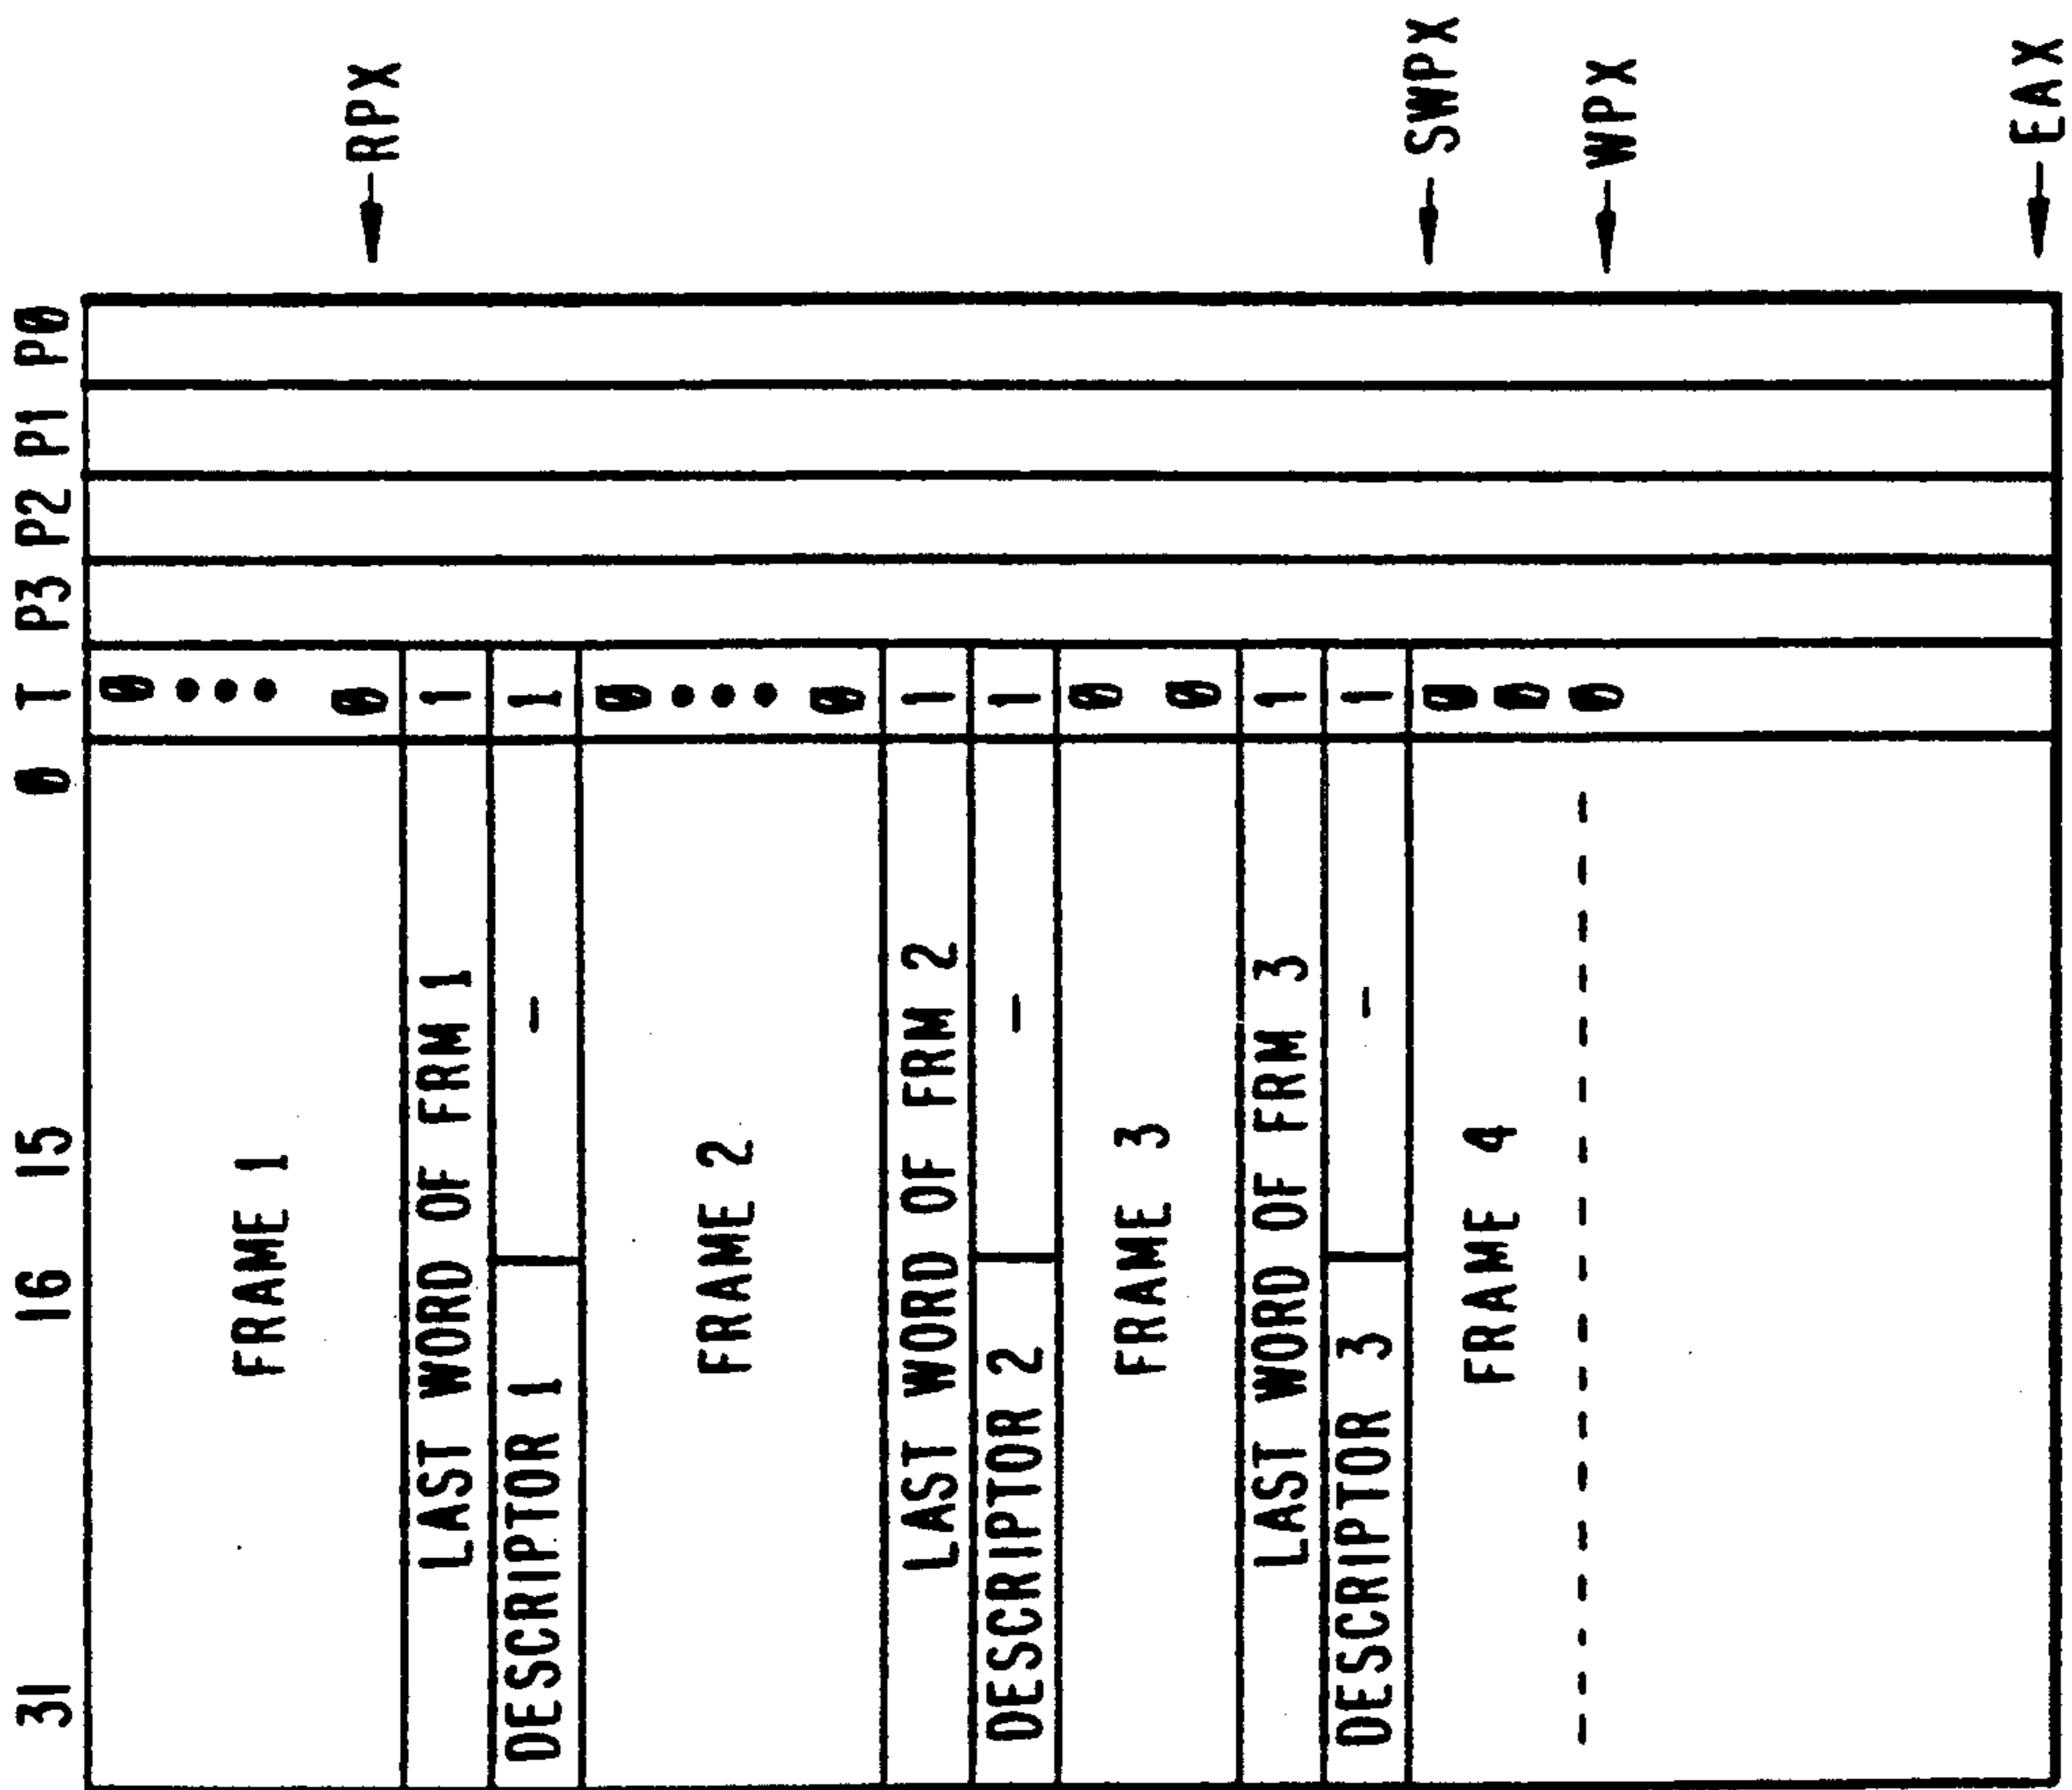 31 16 15 0 T P3 P2 P1 P0
0
FRAME 1
0 ←RPX
LAST WORD OF FRM 1 1
DESCRIPTOR 1 - 1
0
FRAME 2
0
LAST WORD OF FRM 2 1
DESCRIPTOR 2 - 1
0
FRAME 3
0
LAST WORD OF FRM 3 1
DESCRIPTOR 3 - 1
0 ←SWPX
FRAME 4 0
0 ←WPX
←EAX